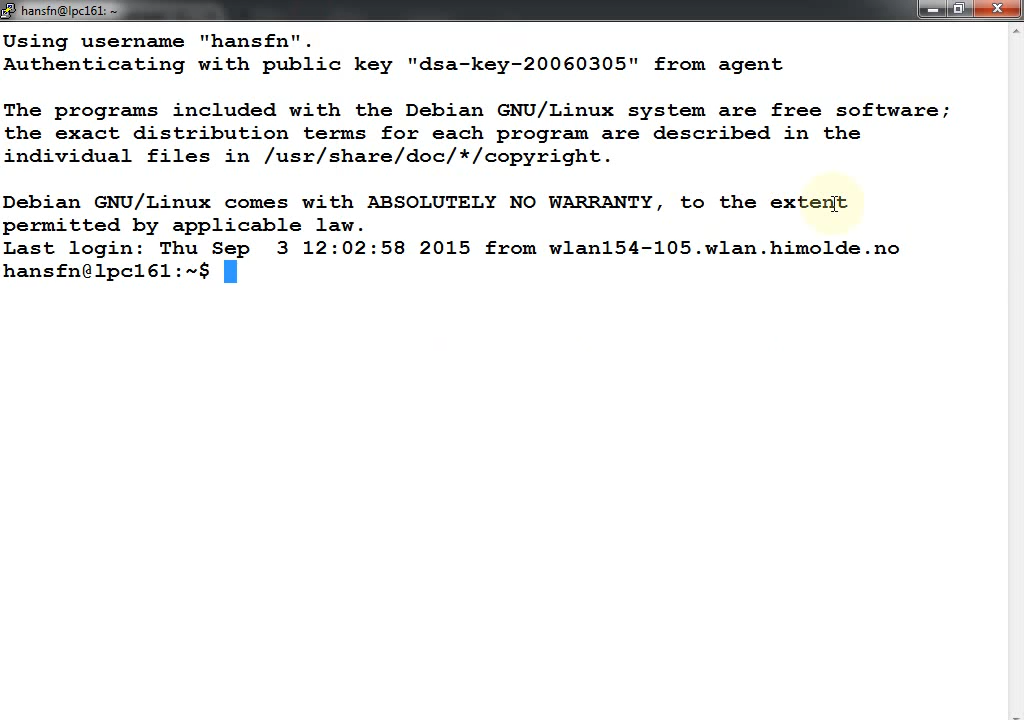 hansfn@lpc161: ~
Using username "hansfn".
Authenticating with public key "dsa-key-20060305" from agent
The programs included with the Debian GNU/Linux system are free software;
the exact distribution terms for each program are described in the
individual files in /usr/share/doc/*/copyright.
Debian GNU/Linux comes with ABSOLUTELY NO WARRANTY, to the extent
permitted by applicable law.
Last login: Thu Sep  3 12:02:58 2015 from wlan154-105.wlan.himolde.no
hansfn@lpc161:~$